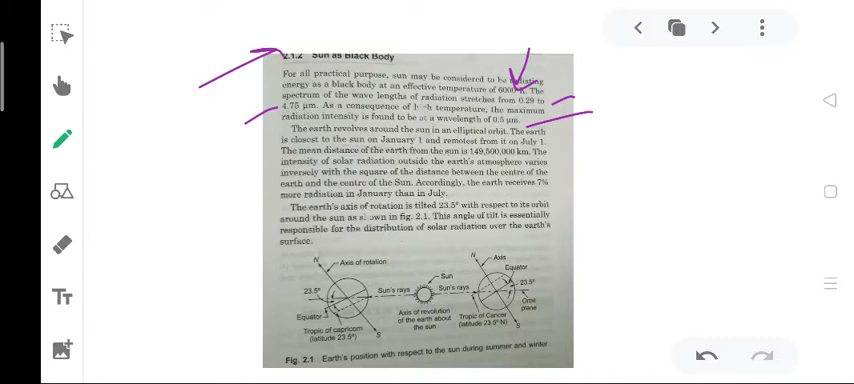 2.1.2 Sun as Black Body
For all practical purpose, sun may be considered to be radiating
energy as a black body at an effective temperature of 6000 K. The
spectrum of the wave lengths of radiation stretches from 0.29 to
4.75 µm. As a consequence of high temperature, the maximum
radiation intensity is found to be at a wavelength of 0.5 µm.
The earth revolves around the sun in an elliptical orbit. The earth
is closest to the sun on January 1 and remotest from it on July 1.
The mean distance of the earth from the sun is 149,500,000 km. The
intensity of solar radiation outside the earth's atmosphere varies
inversely with the square of the distance between the centre of the
earth and the centre of the Sun. Accordingly, the earth receives 7%
more radiation in January than in July.
The earth's axis of rotation is tilted 23.5° with respect to its orbit
around the sun as shown in fig. 2.1. This angle of tilt is essentially
responsible for the distribution of solar radiation over the earth's
surface.
N
Axis of rotation
23.5°
Equator
Tropic of capricorn
(latitude 23.5°)
S
Sun's rays
Sun
Sun's rays
Axis of revolution
of the earth about
the sun
N
Axis
Equator
23.5°
Orbit
plane
Tropic of Cancer
(latitude 23.5° N)
S
Fig. 2.1 Earth's position with respect to the sun during summer and winter
Tt